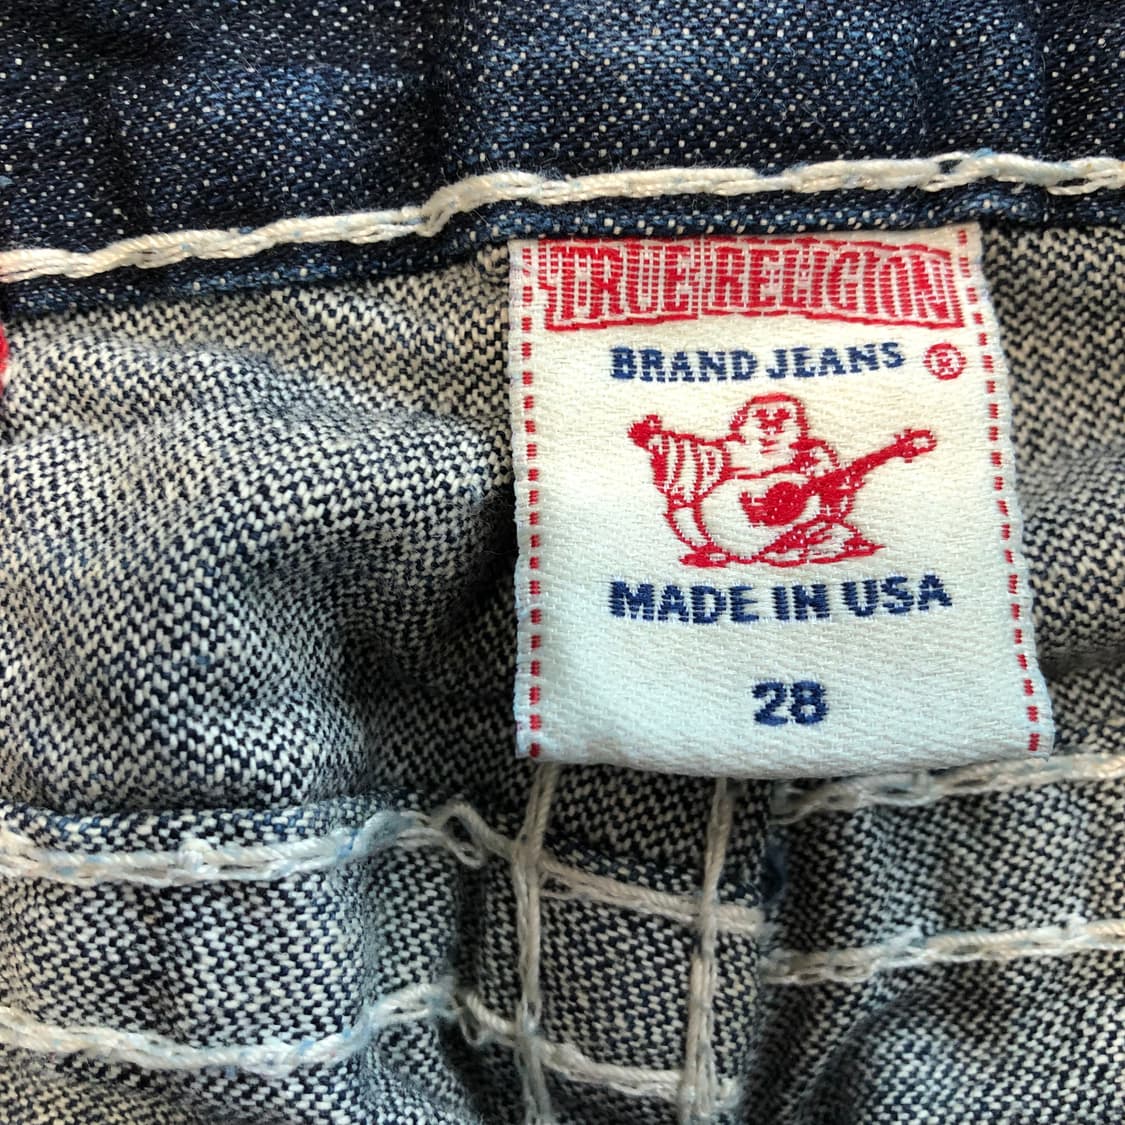 TRUE RELIGION
BRAND JEANS ®
MADE IN USA
28